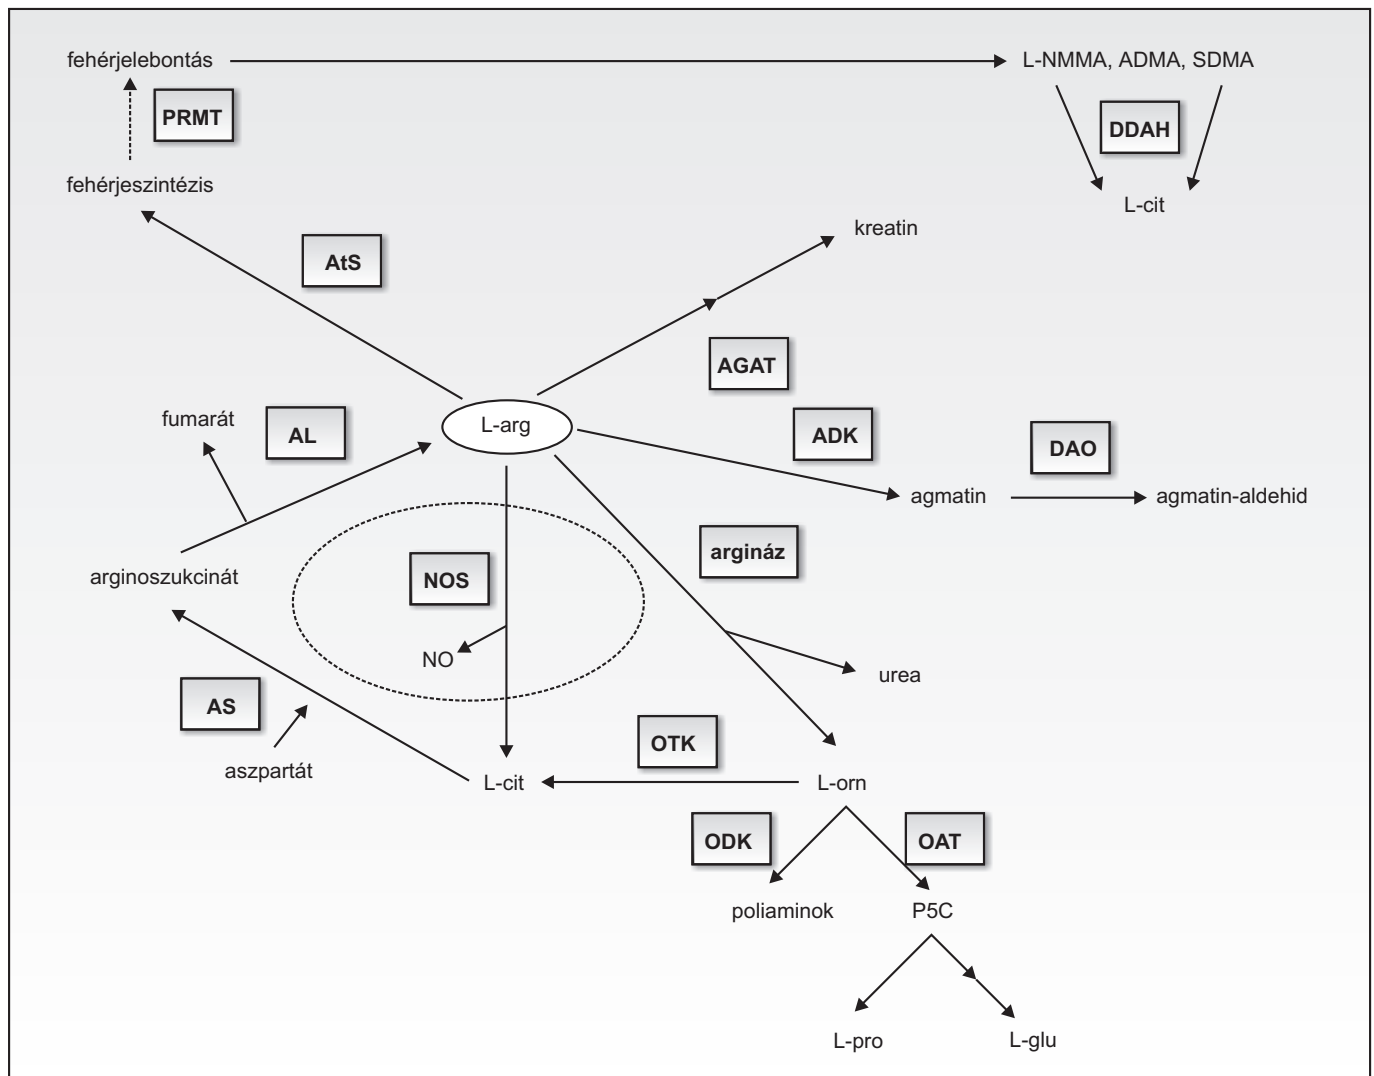 fehérjelebontás
L-NMMA, ADMA, SDMA
PRMT
DDAH
fehérjeszintézis
L-cit
kreatin
AtS
AGAT
fumarát
AL
L-arg
ADK
DAO
agmatin
agmatin-aldehid
argináz
arginoszukcinát
NOS
NO
urea
AS
OTK
aszpartát
L-cit
L-orn
ODK
OAT
poliaminok
P5C
L-pro
L-glu